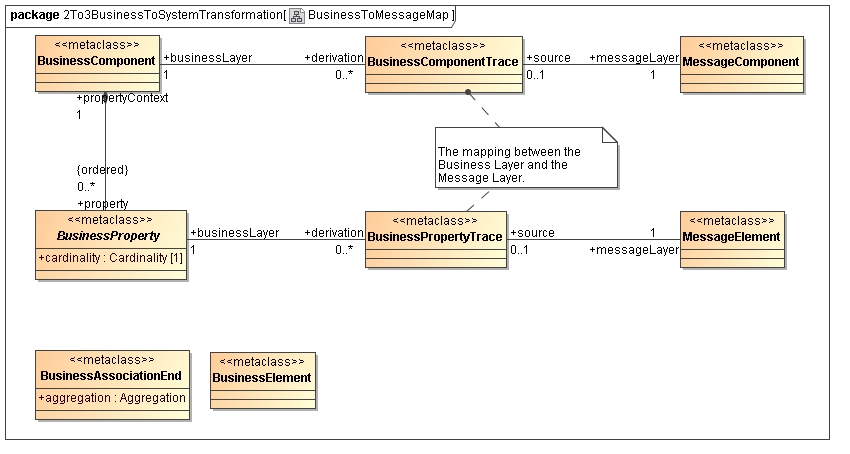 package 2To3BusinessToSystemTransformation[ BusinessToMessageMap ]
<<metaclass>>
BusinessComponent
+businessLayer
1
+derivation
0..*
<<metaclass>>
BusinessComponentTrace
+source
0..1
+messageLayer
1
<<metaclass>>
MessageComponent
+propertyContext
1
{ordered}
0..*
+property
The mapping between the
Business Layer and the
Message Layer.
<<metaclass>>
BusinessProperty
+cardinality : Cardinality [1]
+businessLayer
1
+derivation
0..*
<<metaclass>>
BusinessPropertyTrace
+source
0..1
1
+messageLayer
<<metaclass>>
MessageElement
<<metaclass>>
BusinessAssociationEnd
+aggregation : Aggregation
<<metaclass>>
BusinessElement